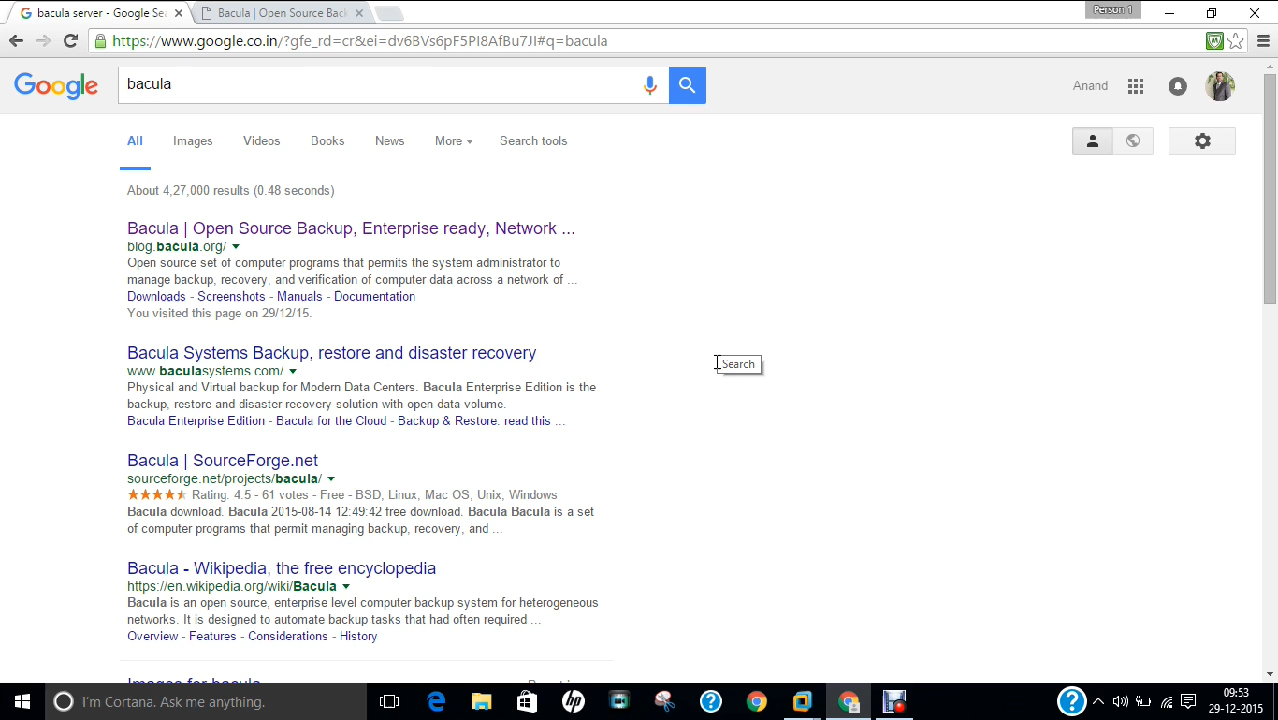 bacula server - Google Sea
Bacula | Open Source Back
Person 1
https://www.google.co.in/?gfe_rd=cr&ei=dv6BVs6pF5PI8AfBu7JI#q=bacula
Google
bacula
Anand
All Images Videos Books News More Search tools
About 4,27,000 results (0.48 seconds)
Bacula | Open Source Backup, Enterprise ready, Network ...
blog.bacula.org/
Open source set of computer programs that permits the system administrator to
manage backup, recovery, and verification of computer data across a network of ...
Downloads - Screenshots - Manuals - Documentation
You visited this page on 29/12/15.
Bacula Systems Backup, restore and disaster recovery
www.baculasystems.com/
Search
Physical and Virtual backup for Modern Data Centers. Bacula Enterprise Edition is the
backup, restore and disaster recovery solution with open data volume.
Bacula Enterprise Edition - Bacula for the Cloud - Backup & Restore, read this ...
Bacula | SourceForge.net
sourceforge.net/projects/bacula/
Rating: 4.5 - 61 votes - Free - BSD, Linux, Mac OS, Unix, Windows
Bacula download. Bacula 2015-08-14 12:49:42 free download. Bacula Bacula is a set
of computer programs that permit managing backup, recovery, and ...
Bacula - Wikipedia, the free encyclopedia
https://en.wikipedia.org/wiki/Bacula
Bacula is an open source, enterprise level computer backup system for heterogeneous
networks. It is designed to automate backup tasks that had often required ...
Overview - Features - Considerations - History
Images for bacula
I'm Cortana. Ask me anything.
09:53
29-12-2015